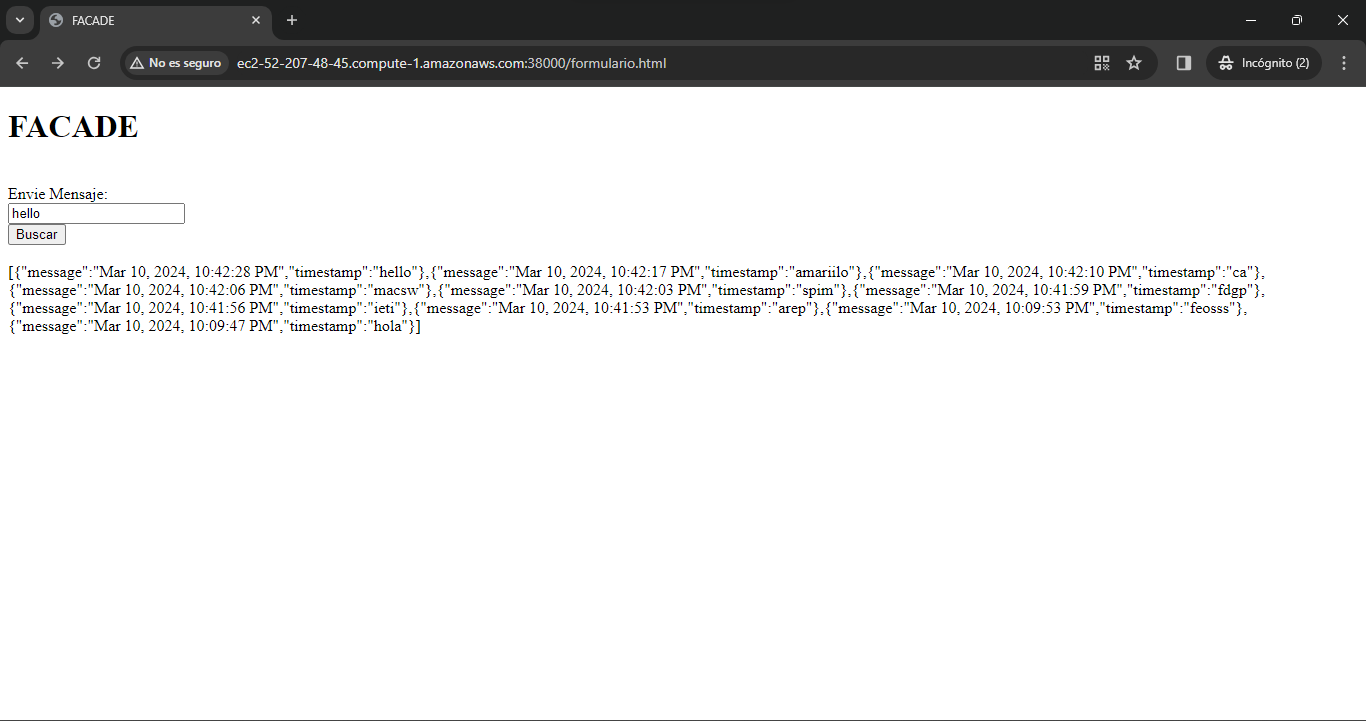 FACADE
No es seguro
ec2-52-207-48-45.compute-1.amazonaws.com:38000/formulario.html
Incógnito (2)
FACADE
Envie Mensaje:
hello
Buscar
[{"message":"Mar 10, 2024, 10:42:28 PM","timestamp":"hello"},{"message":"Mar 10, 2024, 10:42:17 PM","timestamp":"amariilo"},{"message":"Mar 10, 2024, 10:42:10 PM","timestamp":"ca"},
{"message":"Mar 10, 2024, 10:42:06 PM","timestamp":"macsw"},{"message":"Mar 10, 2024, 10:42:03 PM","timestamp":"spim"},{"message":"Mar 10, 2024, 10:41:59 PM","timestamp":"fdgp"},
{"message":"Mar 10, 2024, 10:41:56 PM","timestamp":"ieti"},{"message":"Mar 10, 2024, 10:41:53 PM","timestamp":"arep"},{"message":"Mar 10, 2024, 10:09:53 PM","timestamp":"feosss"},
{"message":"Mar 10, 2024, 10:09:47 PM","timestamp":"hola"}]